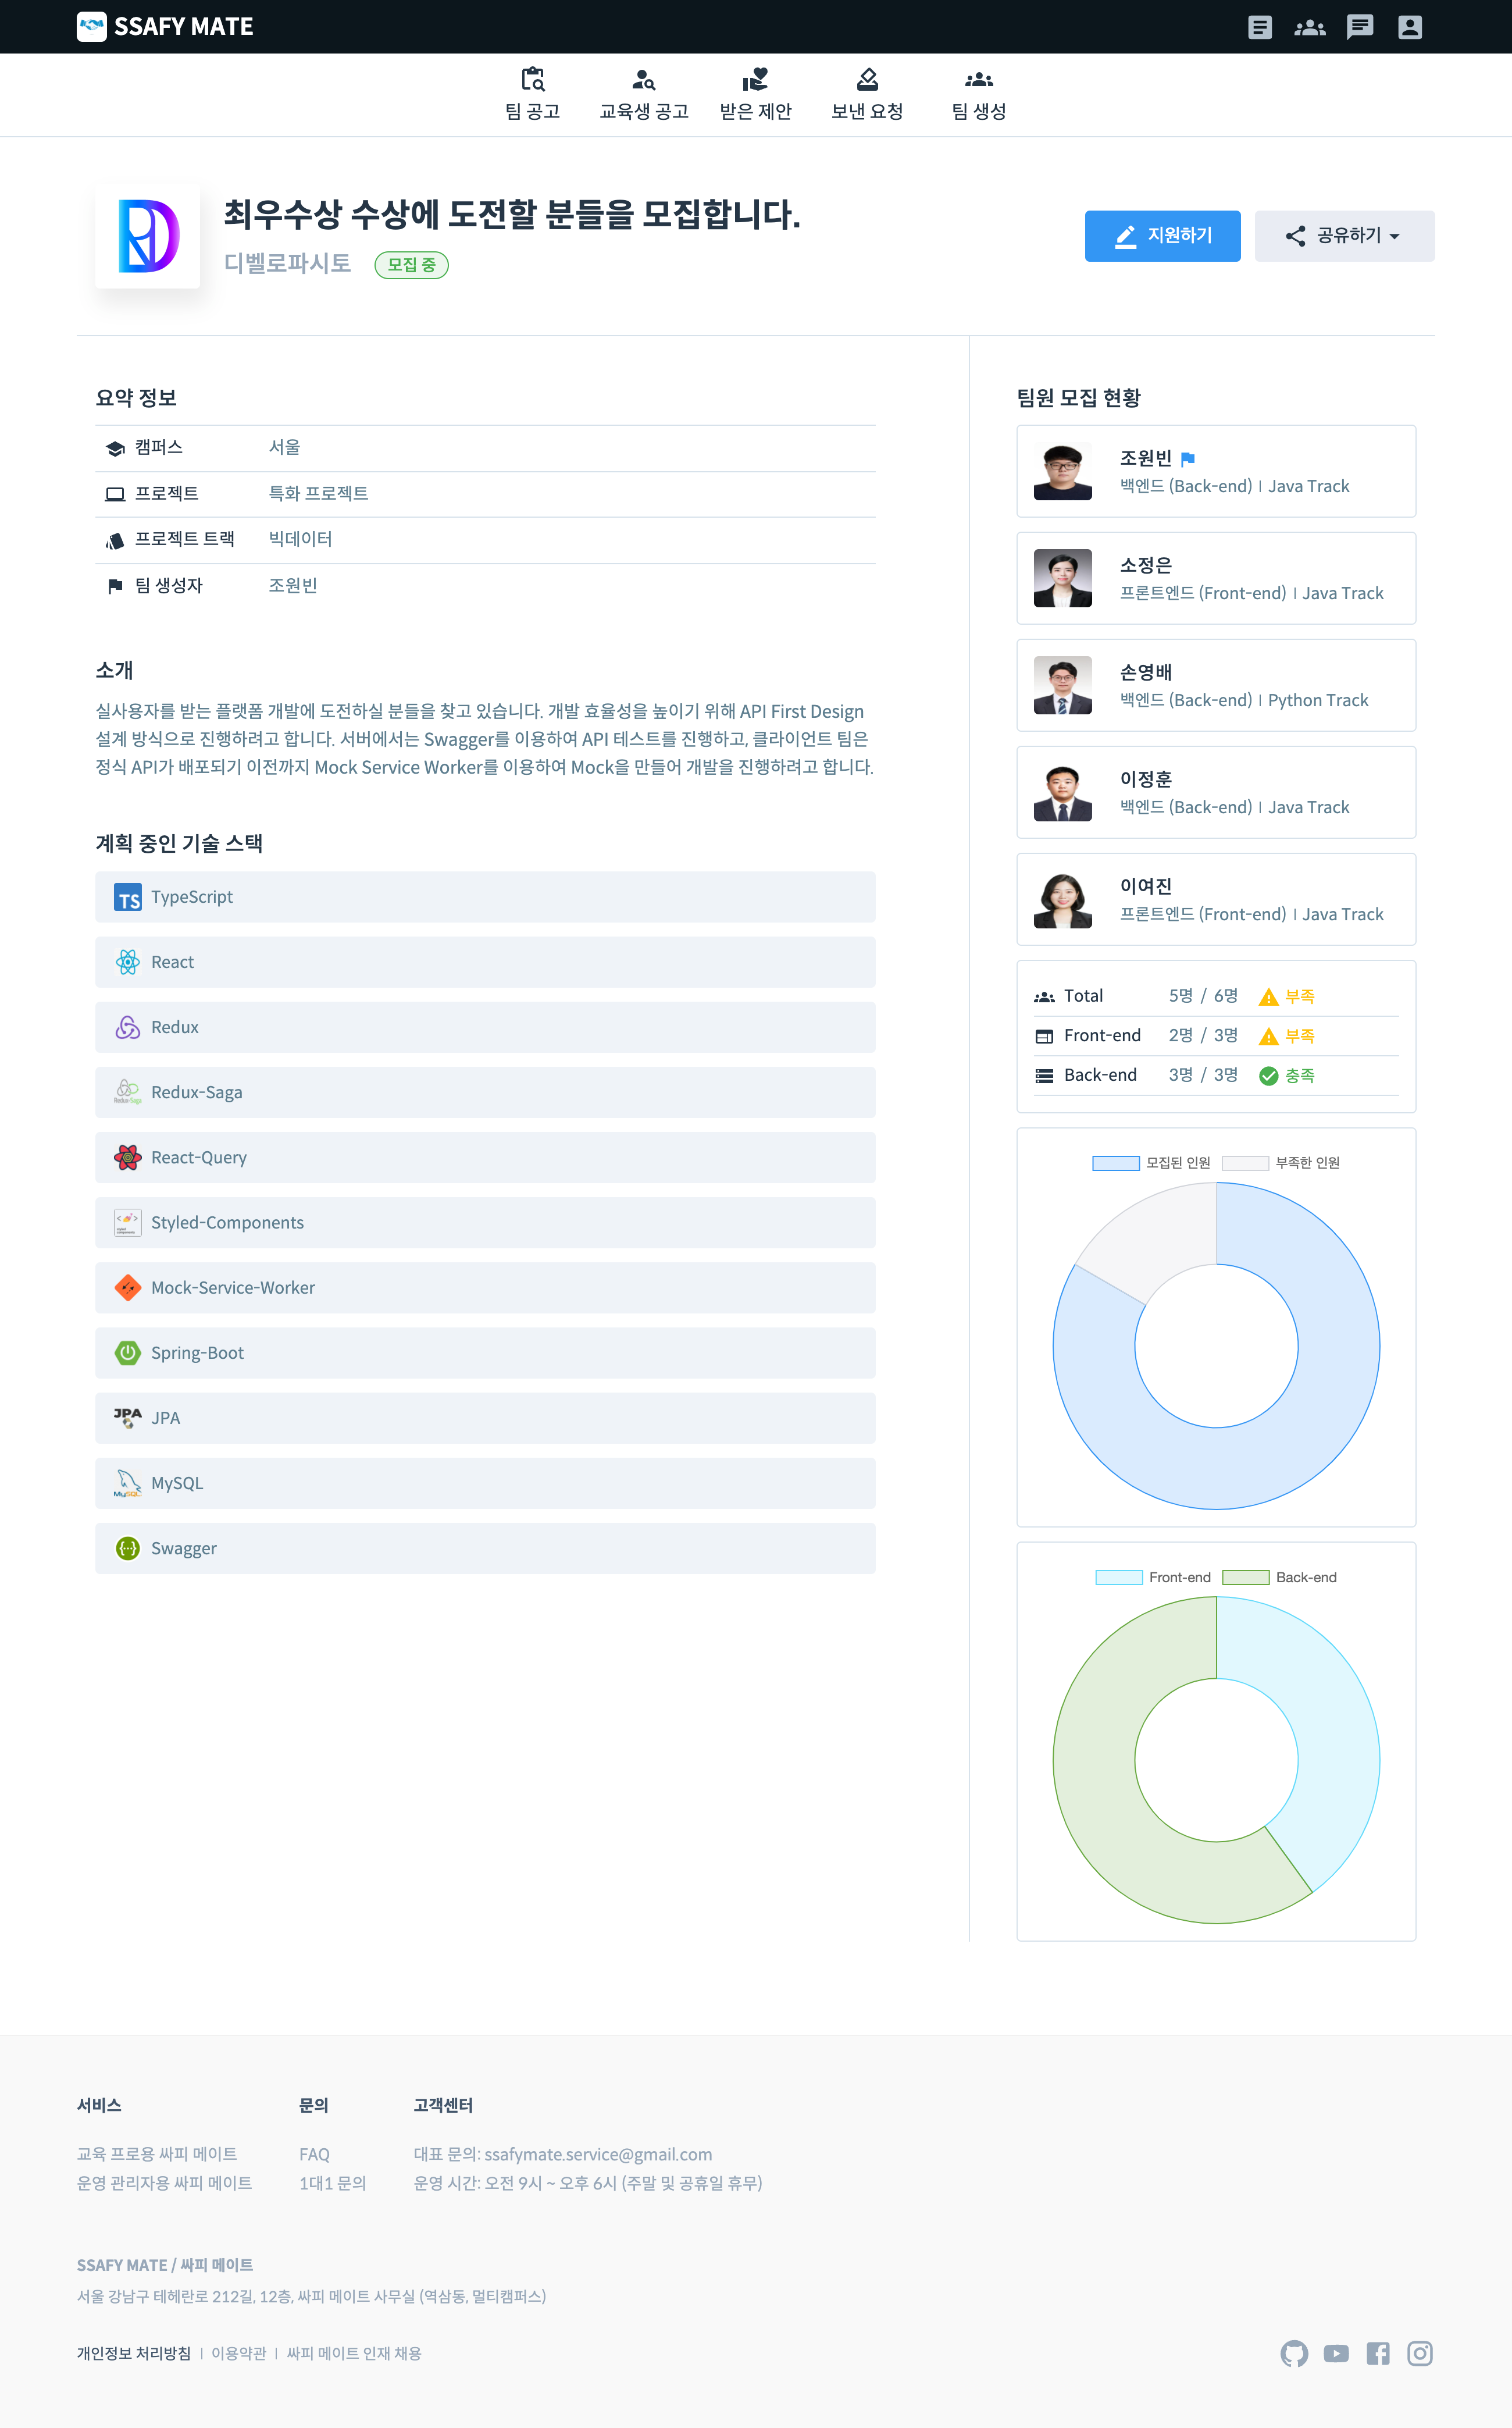 SSAFY MATE
팀 공고
교육생 공고
받은 제안
보낸 요청
팀 생성
최우수상 수상에 도전할 분들을 모집합니다.
디벨로파시토
모집 중
지원하기
공유하기
요약 정보
캠퍼스 서울
프로젝트 특화 프로젝트
프로젝트 트랙 빅데이터
팀 생성자 조원빈
소개
실사용자를 받는 플랫폼 개발에 도전하실 분들을 찾고 있습니다. 개발 효율성을 높이기 위해 API First Design
설계 방식으로 진행하려고 합니다. 서버에서는 Swagger를 이용하여 API 테스트를 진행하고, 클라이언트 팀은
정식 API가 배포되기 이전까지 Mock Service Worker를 이용하여 Mock을 만들어 개발을 진행하려고 합니다.
계획 중인 기술 스택
TS TypeScript
React
Redux
Redux-Saga Redux-Saga
React-Query
Styled-Components
Mock-Service-Worker
Spring-Boot
JPA JPA
MySQL MySQL
Swagger
팀원 모집 현황
조원빈
백엔드 (Back-end) | Java Track
소정은
프론트엔드 (Front-end) | Java Track
손영배
백엔드 (Back-end) | Python Track
이정훈
백엔드 (Back-end) | Java Track
이여진
프론트엔드 (Front-end) | Java Track
Total 5명 / 6명 부족
Front-end 2명 / 3명 부족
Back-end 3명 / 3명 충족
모집된 인원 부족한 인원
Front-end Back-end
서비스
교육 프로용 싸피 메이트
운영 관리자용 싸피 메이트
문의
FAQ
1대1 문의
고객센터
대표 문의: ssafymate.service@gmail.com
운영 시간: 오전 9시 ~ 오후 6시 (주말 및 공휴일 휴무)
SSAFY MATE / 싸피 메이트
서울 강남구 테헤란로 212길, 12층, 싸피 메이트 사무실 (역삼동, 멀티캠퍼스)
개인정보 처리방침 | 이용약관 | 싸피 메이트 인재 채용